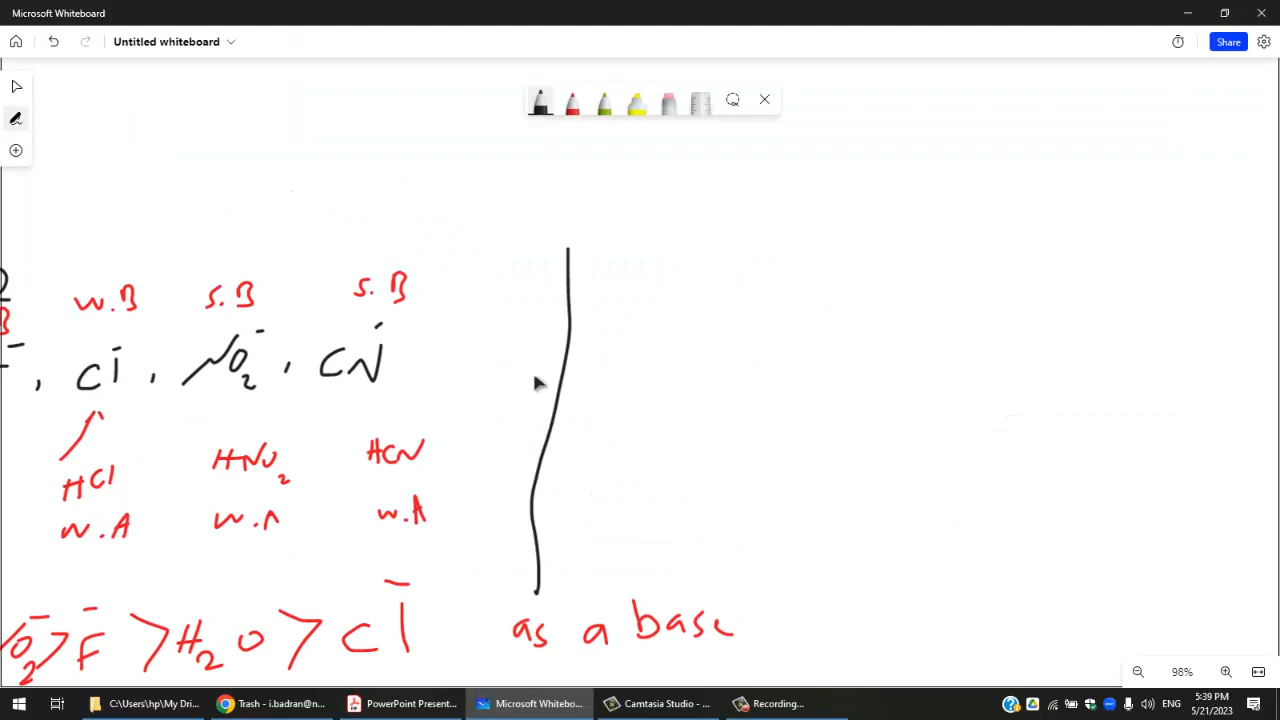 Microsoft Whiteboard
Untitled whiteboard
Share
w.B s.B s.B
, Cl⁻ , NO₂⁻ , CN⁻
HCl HNO₂ HCN
w.A w.A w.A
O₂⁻ > F⁻ > H₂O > Cl⁻ as a base
98%
C:\Users\hp\My Dri...
Trash - i.badran@n...
PowerPoint Present...
Microsoft Whitebo...
Camtasia Studio - ...
Recording...
ENG
5:39 PM
5/21/2023